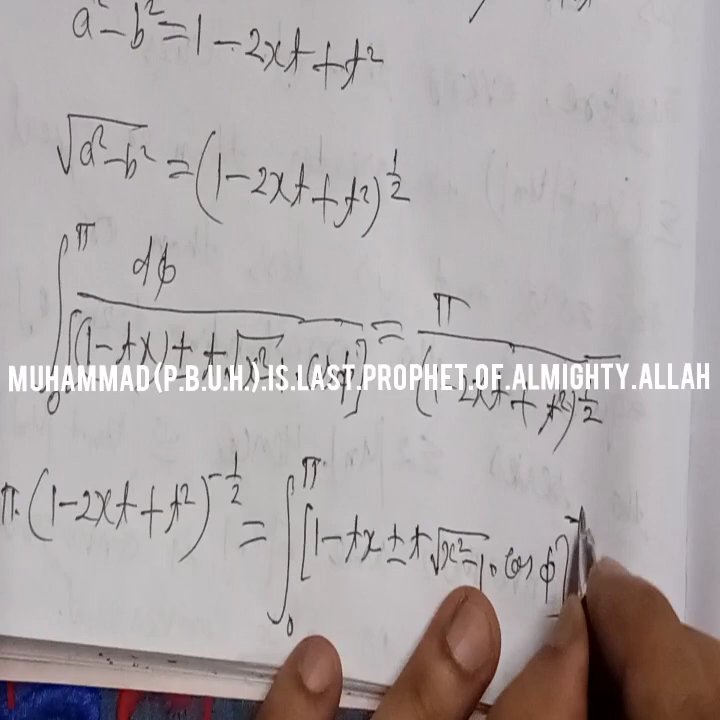 a² - b² = 1 - 2xt + t²
√(a² - b²) = (1 - 2xt + t²)^(1/2)
∫₀^π dφ / [(1 - tx) ± t√(x² - 1) cos φ] = π / (1 - 2xt + t²)^(1/2)
MUHAMMAD (P.B.U.H.).IS.LAST.PROPHET.OF.ALMIGHTY.ALLAH
π. (1 - 2xt + t²)^(-1/2) = ∫₀^π [1 - tx ± t√(x² - 1). cos φ]